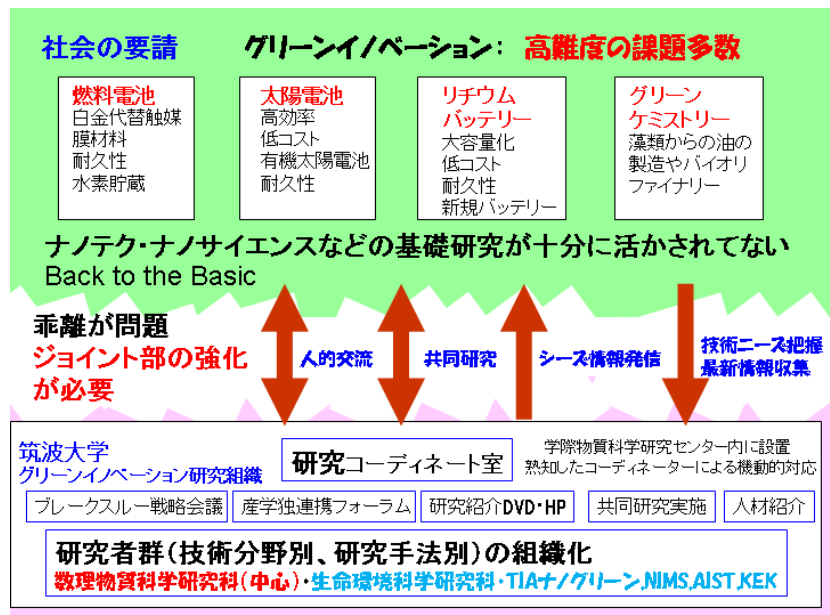 社会の要請
グリーンイノベーション： 高難度の課題多数
燃料電池
白金代替触媒
膜材料
耐久性
水素貯蔵
太陽電池
高効率
低コスト
有機太陽電池
耐久性
リチウム
バッテリー
大容量化
低コスト
耐久性
新規バッテリー
グリーン
ケミストリー
藻類からの油の
製造やバイオリ
ファイナリー
ナノテク・ナノサイエンスなどの基礎研究が十分に活かされてない
Back to the Basic
乖離が問題
ジョイント部の強化
が必要
人的交流
共同研究
シーズ情報発信
技術ニーズ把握
最新情報収集
筑波大学
グリーンイノベーション研究組織
研究コーディネート室
学際物質科学研究センター内に設置
熟知したコーディネーターによる機動的対応
ブレークスルー戦略会議
産学独連携フォーラム
研究紹介DVD・HP
共同研究実施
人材紹介
研究者群（技術分野別、研究手法別）の組織化
数理物質科学研究科（中心）・生命環境科学研究科・TIAナノグリーン,NIMS,AIST,KEK